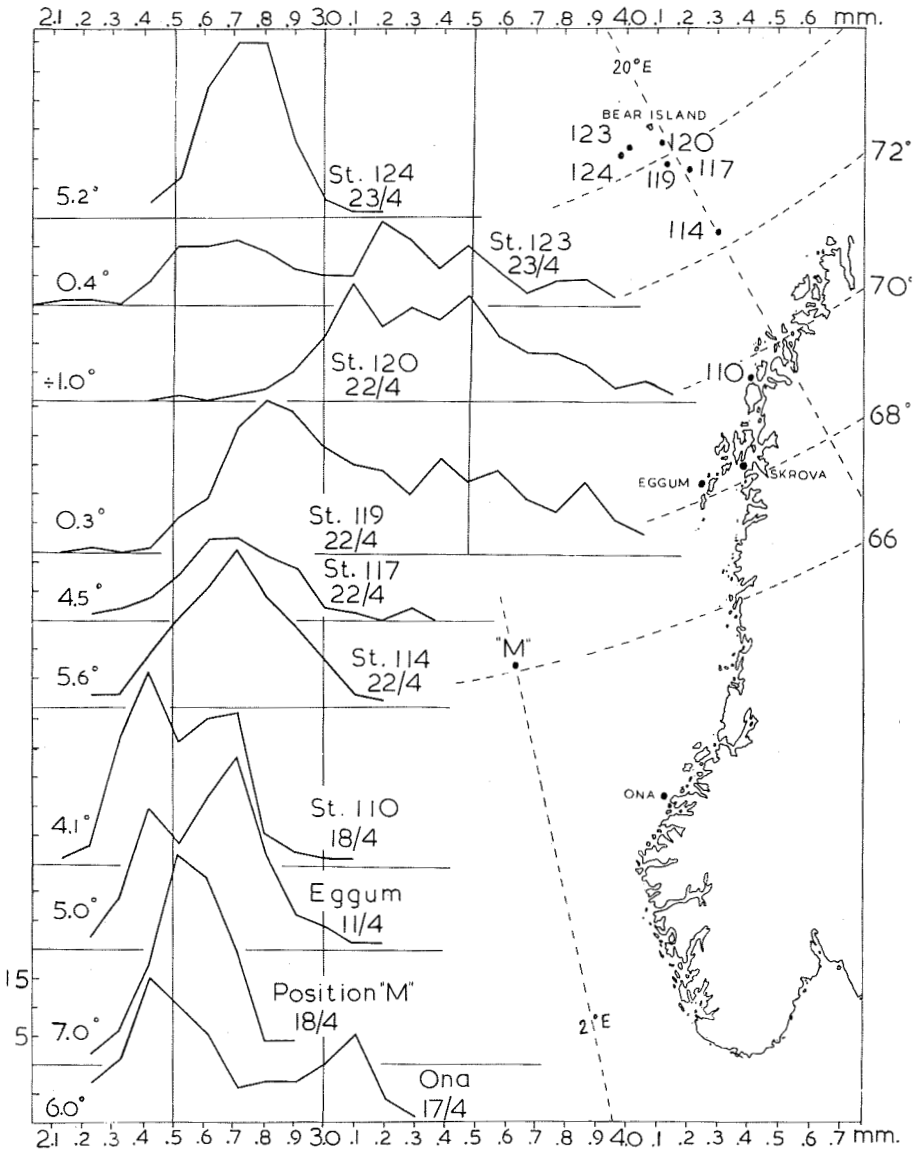 2.1 .2 .3 .4 .5 .6 .7 .8 .9 3.0 .1 .2 .3 .4 .5 .6 .7 .8 .9 4.0 .1 .2 .3 .4 .5 .6 mm.
20°E
BEAR ISLAND
123
120
124
119
117
72°
5.2°
St. 124
23/4
114
St. 123
23/4
0.4°
70°
÷1.0°
St. 120
22/4
110
68°
EGGUM
SKROVA
0.3°
St. 119
22/4
66
4.5°
St. 117
22/4
"M"
5.6°
St. 114
22/4
ONA
St. 110
18/4
4.1°
Eggum
11/4
5.0°
15
Position "M"
18/4
5
7.0°
2°E
Ona
17/4
6.0°
2.1 .2 .3 .4 .5 .6 .7 .8 .9 3.0 .1 .2 .3 .4 .5 .6 .7 .8 .9 4.0 .1 .2 .3 .4 .5 .6 .7 mm.